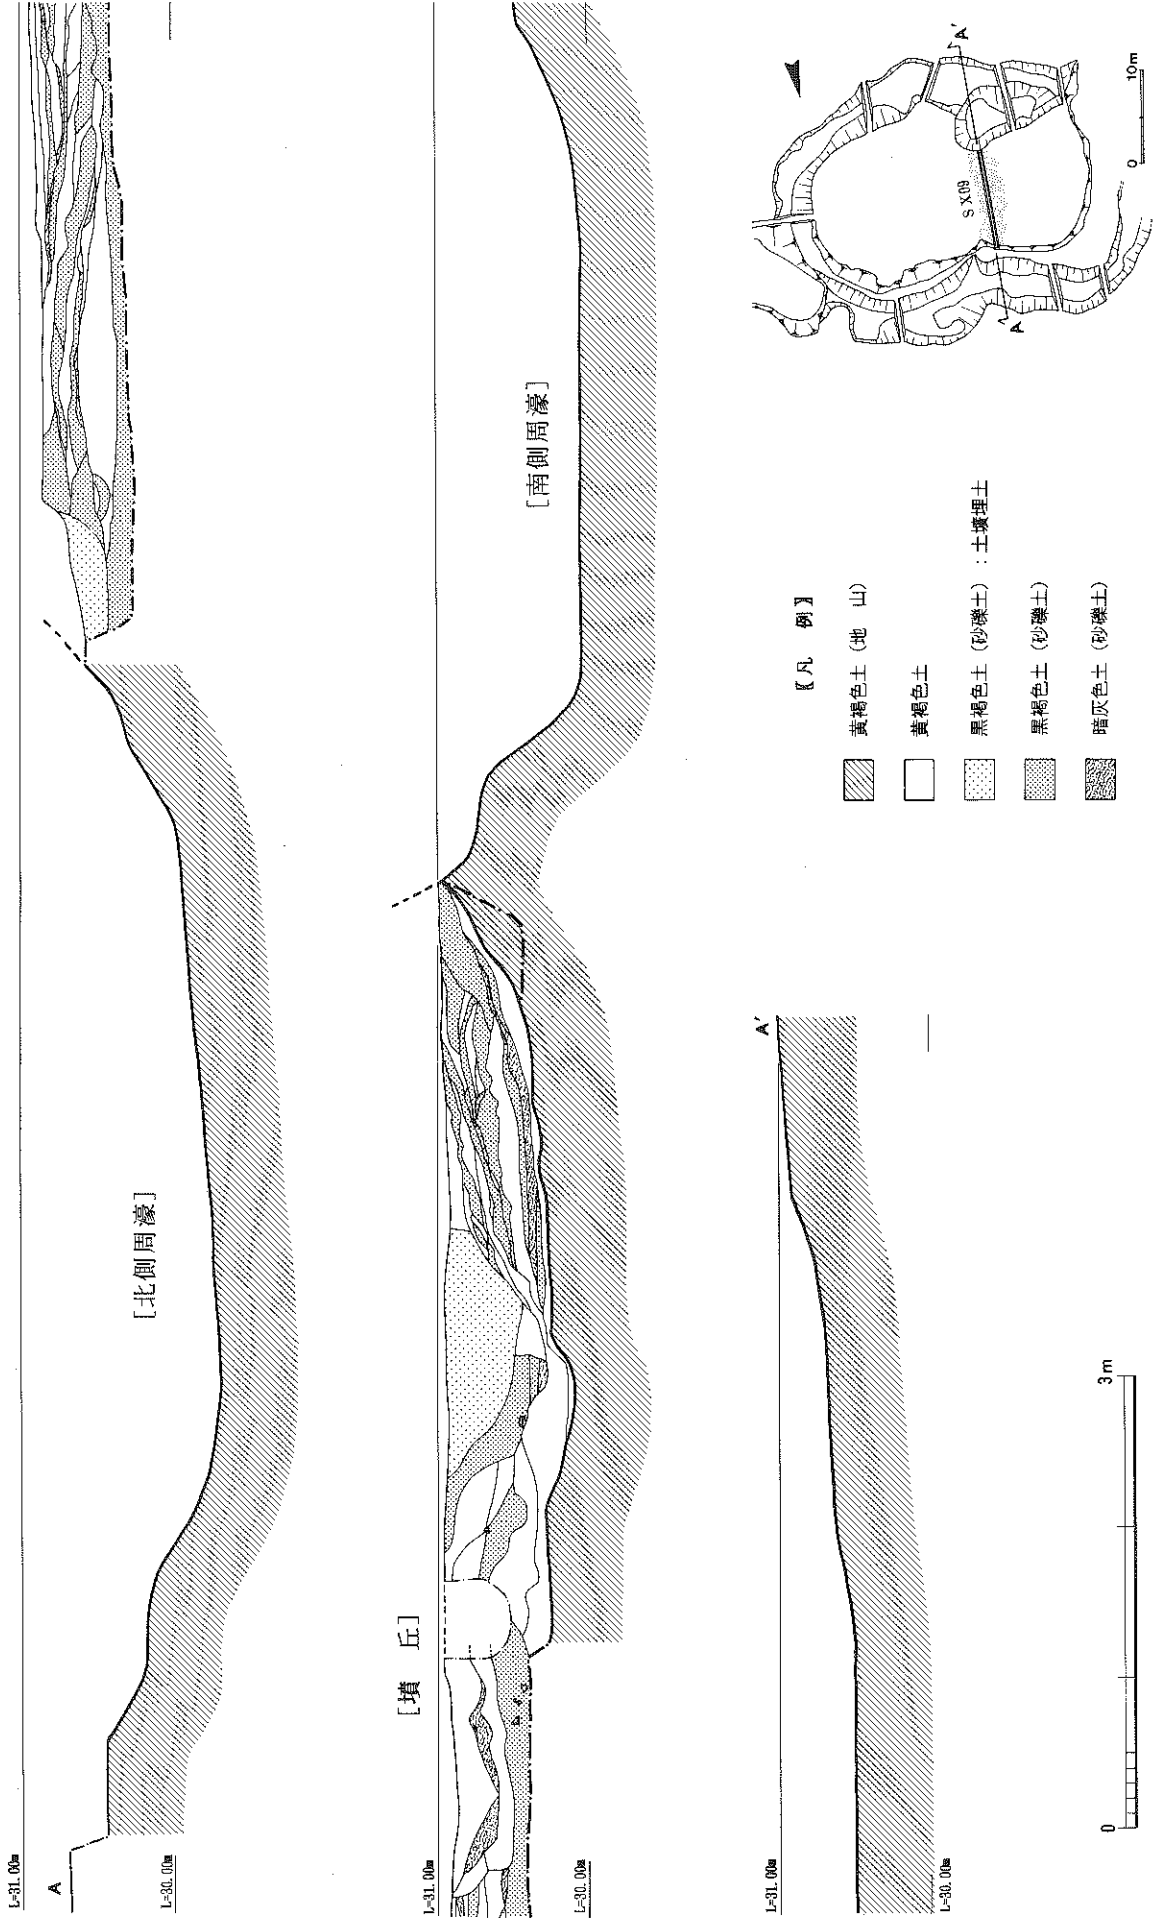 L=31.00m
A
L=30.00m
[北側周濠]
L=31.00m
[墳 丘]
L=30.00m
[南側周濠]
L=31.00m
A'
L=30.00m
0 3m
〖凡 例〗
黄褐色土(地 山)
黄褐色土
黒褐色土(砂礫土):土壙埋土
黒褐色土(砂礫土)
暗灰色土(砂礫土)
A'
S X09
A
0 10m